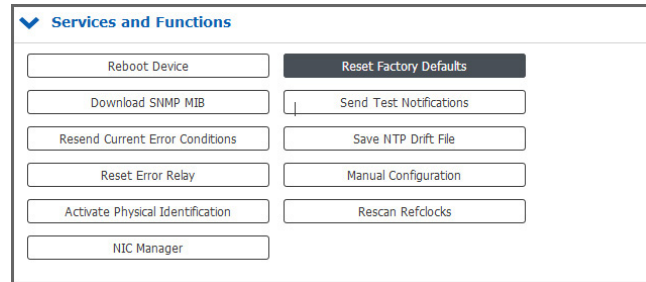 Services and Functions
Reboot Device
Reset Factory Defaults
Download SNMP MIB
Send Test Notifications
Resend Current Error Conditions
Save NTP Drift File
Reset Error Relay
Manual Configuration
Activate Physical Identification
Rescan Refclocks
NIC Manager